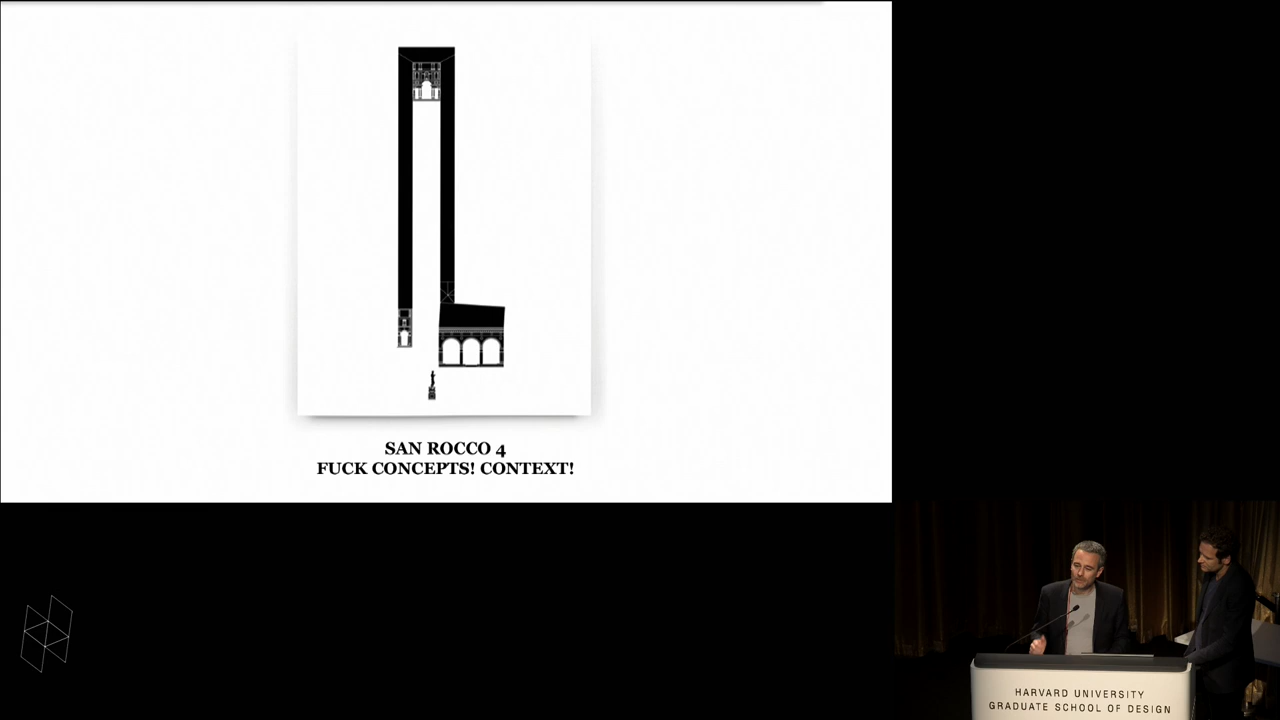 SAN ROCCO 4
FUCK CONCEPTS! CONTEXT!
HARVARD UNIVERSITY
GRADUATE SCHOOL OF DESIGN